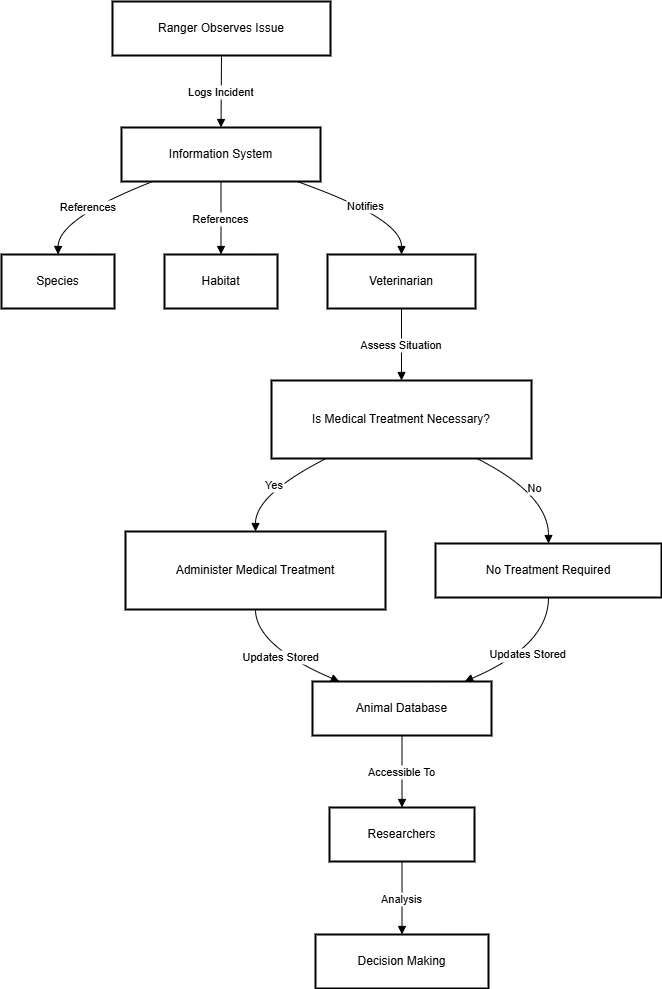 Ranger Observes Issue
Logs Incident
Information System
References
References
Notifies
Species
Habitat
Veterinarian
Assess Situation
Is Medical Treatment Necessary?
Yes
No
Administer Medical Treatment
No Treatment Required
Updates Stored
Updates Stored
Animal Database
Accessible To
Researchers
Analysis
Decision Making